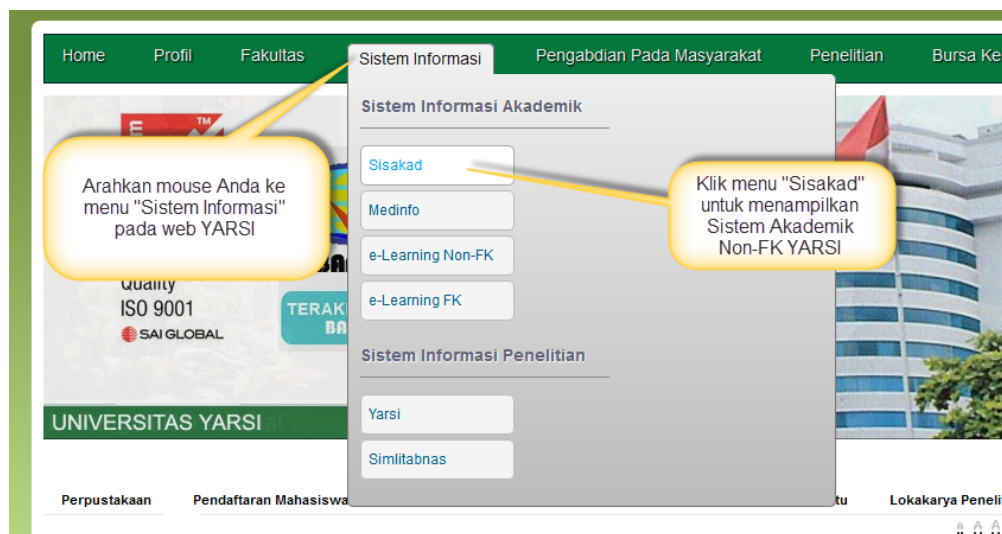 Home Profil Fakultas Sistem Informasi Pengabdian Pada Masyarakat Penelitian Bursa Ke
Sistem Informasi Akademik
TM
Sisakad
Medinfo
e-Learning Non-FK
e-Learning FK
Arahkan mouse Anda ke
menu "Sistem Informasi"
pada web YARSI
Klik menu "Sisakad"
untuk menampilkan
Sistem Akademik
Non-FK YARSI
Quality
ISO 9001
SAI GLOBAL
Sistem Informasi Penelitian
Yarsi
Simlitabnas
UNIVERSITAS YARSI
Perpustakaan Pendaftaran Mahasiswa tu Lokakarya Peneli
A A A